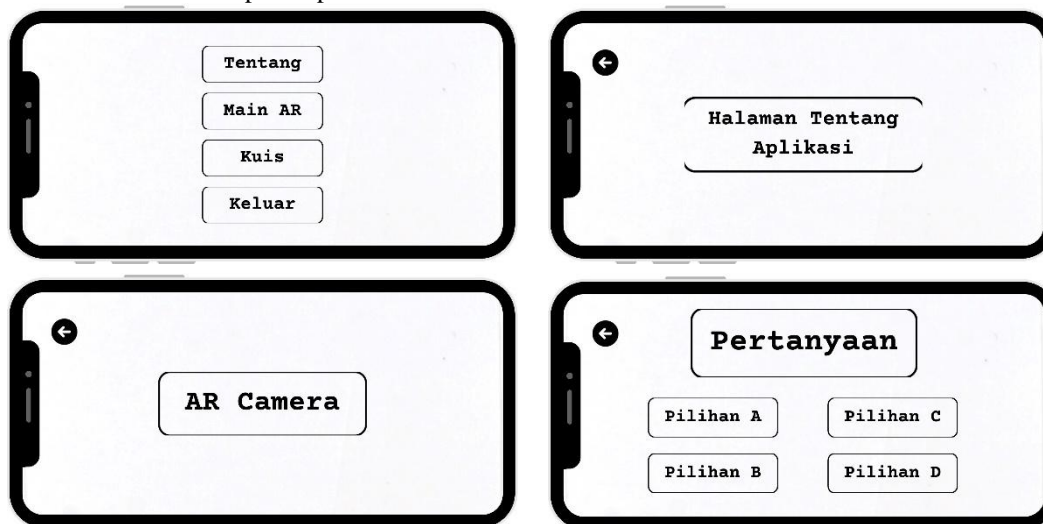 Tentang
Main AR
Kuis
Keluar
Halaman Tentang
Aplikasi
AR Camera
Pertanyaan
Pilihan A
Pilihan C
Pilihan B
Pilihan D